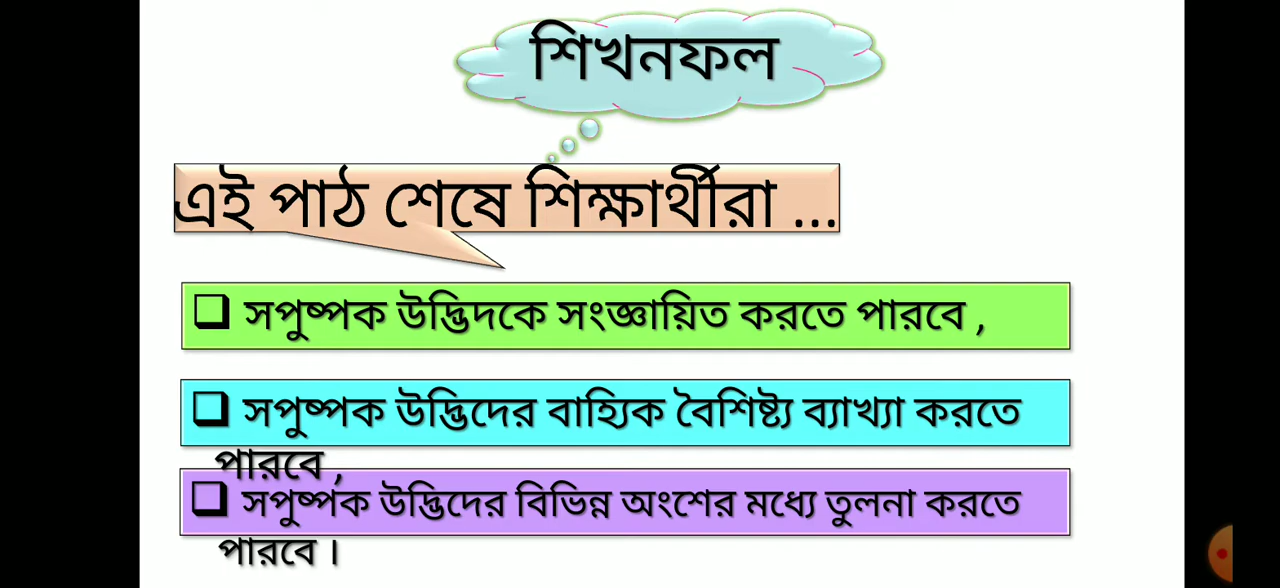 শিখনফল
এই পাঠ শেষে শিক্ষার্থীরা ...
সপুষ্পক উদ্ভিদকে সংজ্ঞায়িত করতে পারবে ,
সপুষ্পক উদ্ভিদের বাহ্যিক বৈশিষ্ট্য ব্যাখ্যা করতে
পারবে ,
সপুষ্পক উদ্ভিদের বিভিন্ন অংশের মধ্যে তুলনা করতে
পারবে ।